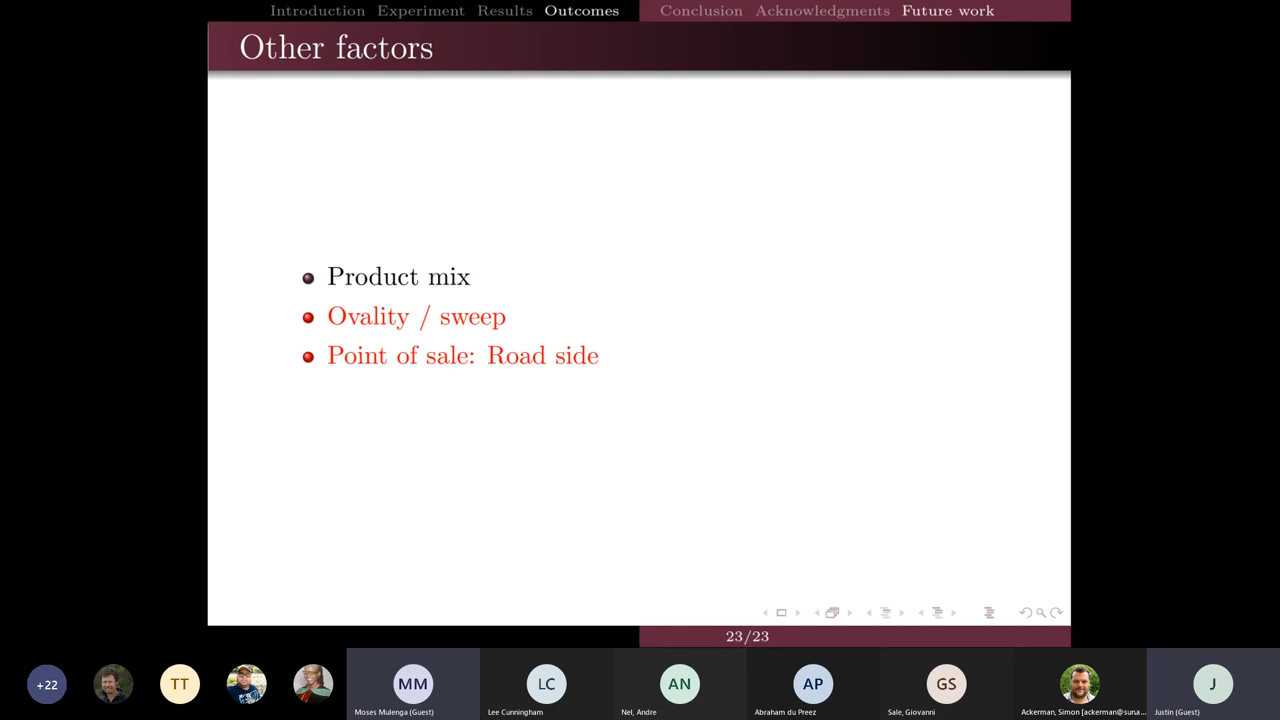 Introduction Experiment Results Outcomes Conclusion Acknowledgments Future work
Other factors
Product mix
Ovality / sweep
Point of sale: Road side
23/23
+22
TT
MM
LC
AN
AP
GS
J
Moses Mulenga (Guest)
Lee Cunningham
Nel, Andre
Abraham du Preez
Sale, Giovanni
Ackerman, Simon [ackerman@suna...
Justin (Guest)